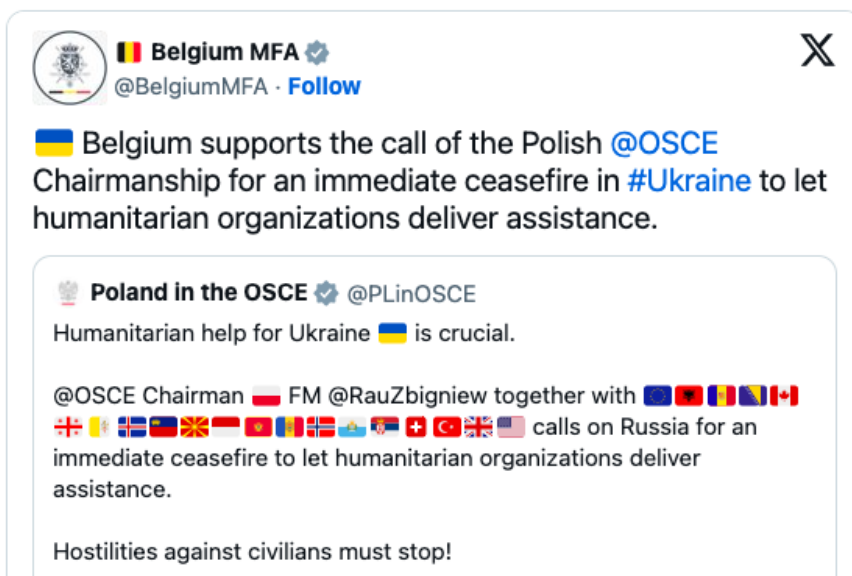 🇧🇪 Belgium MFA
@BelgiumMFA · Follow
🇺🇦 Belgium supports the call of the Polish @OSCE
Chairmanship for an immediate ceasefire in #Ukraine to let
humanitarian organizations deliver assistance.
Poland in the OSCE @PLinOSCE
Humanitarian help for Ukraine 🇺🇦 is crucial.
@OSCE Chairman 🇵🇱 FM @RauZbigniew together with 🇪🇺🇦🇱🇦🇩🇧🇦🇨🇦
🇬🇪🇻🇦🇮🇸🇱🇮🇲🇰🇲🇨🇲🇪🇲🇩🇳🇴🇸🇲🇷🇸🇨🇭🇹🇷🇬🇧🇺🇸 calls on Russia for an
immediate ceasefire to let humanitarian organizations deliver
assistance.
Hostilities against civilians must stop!